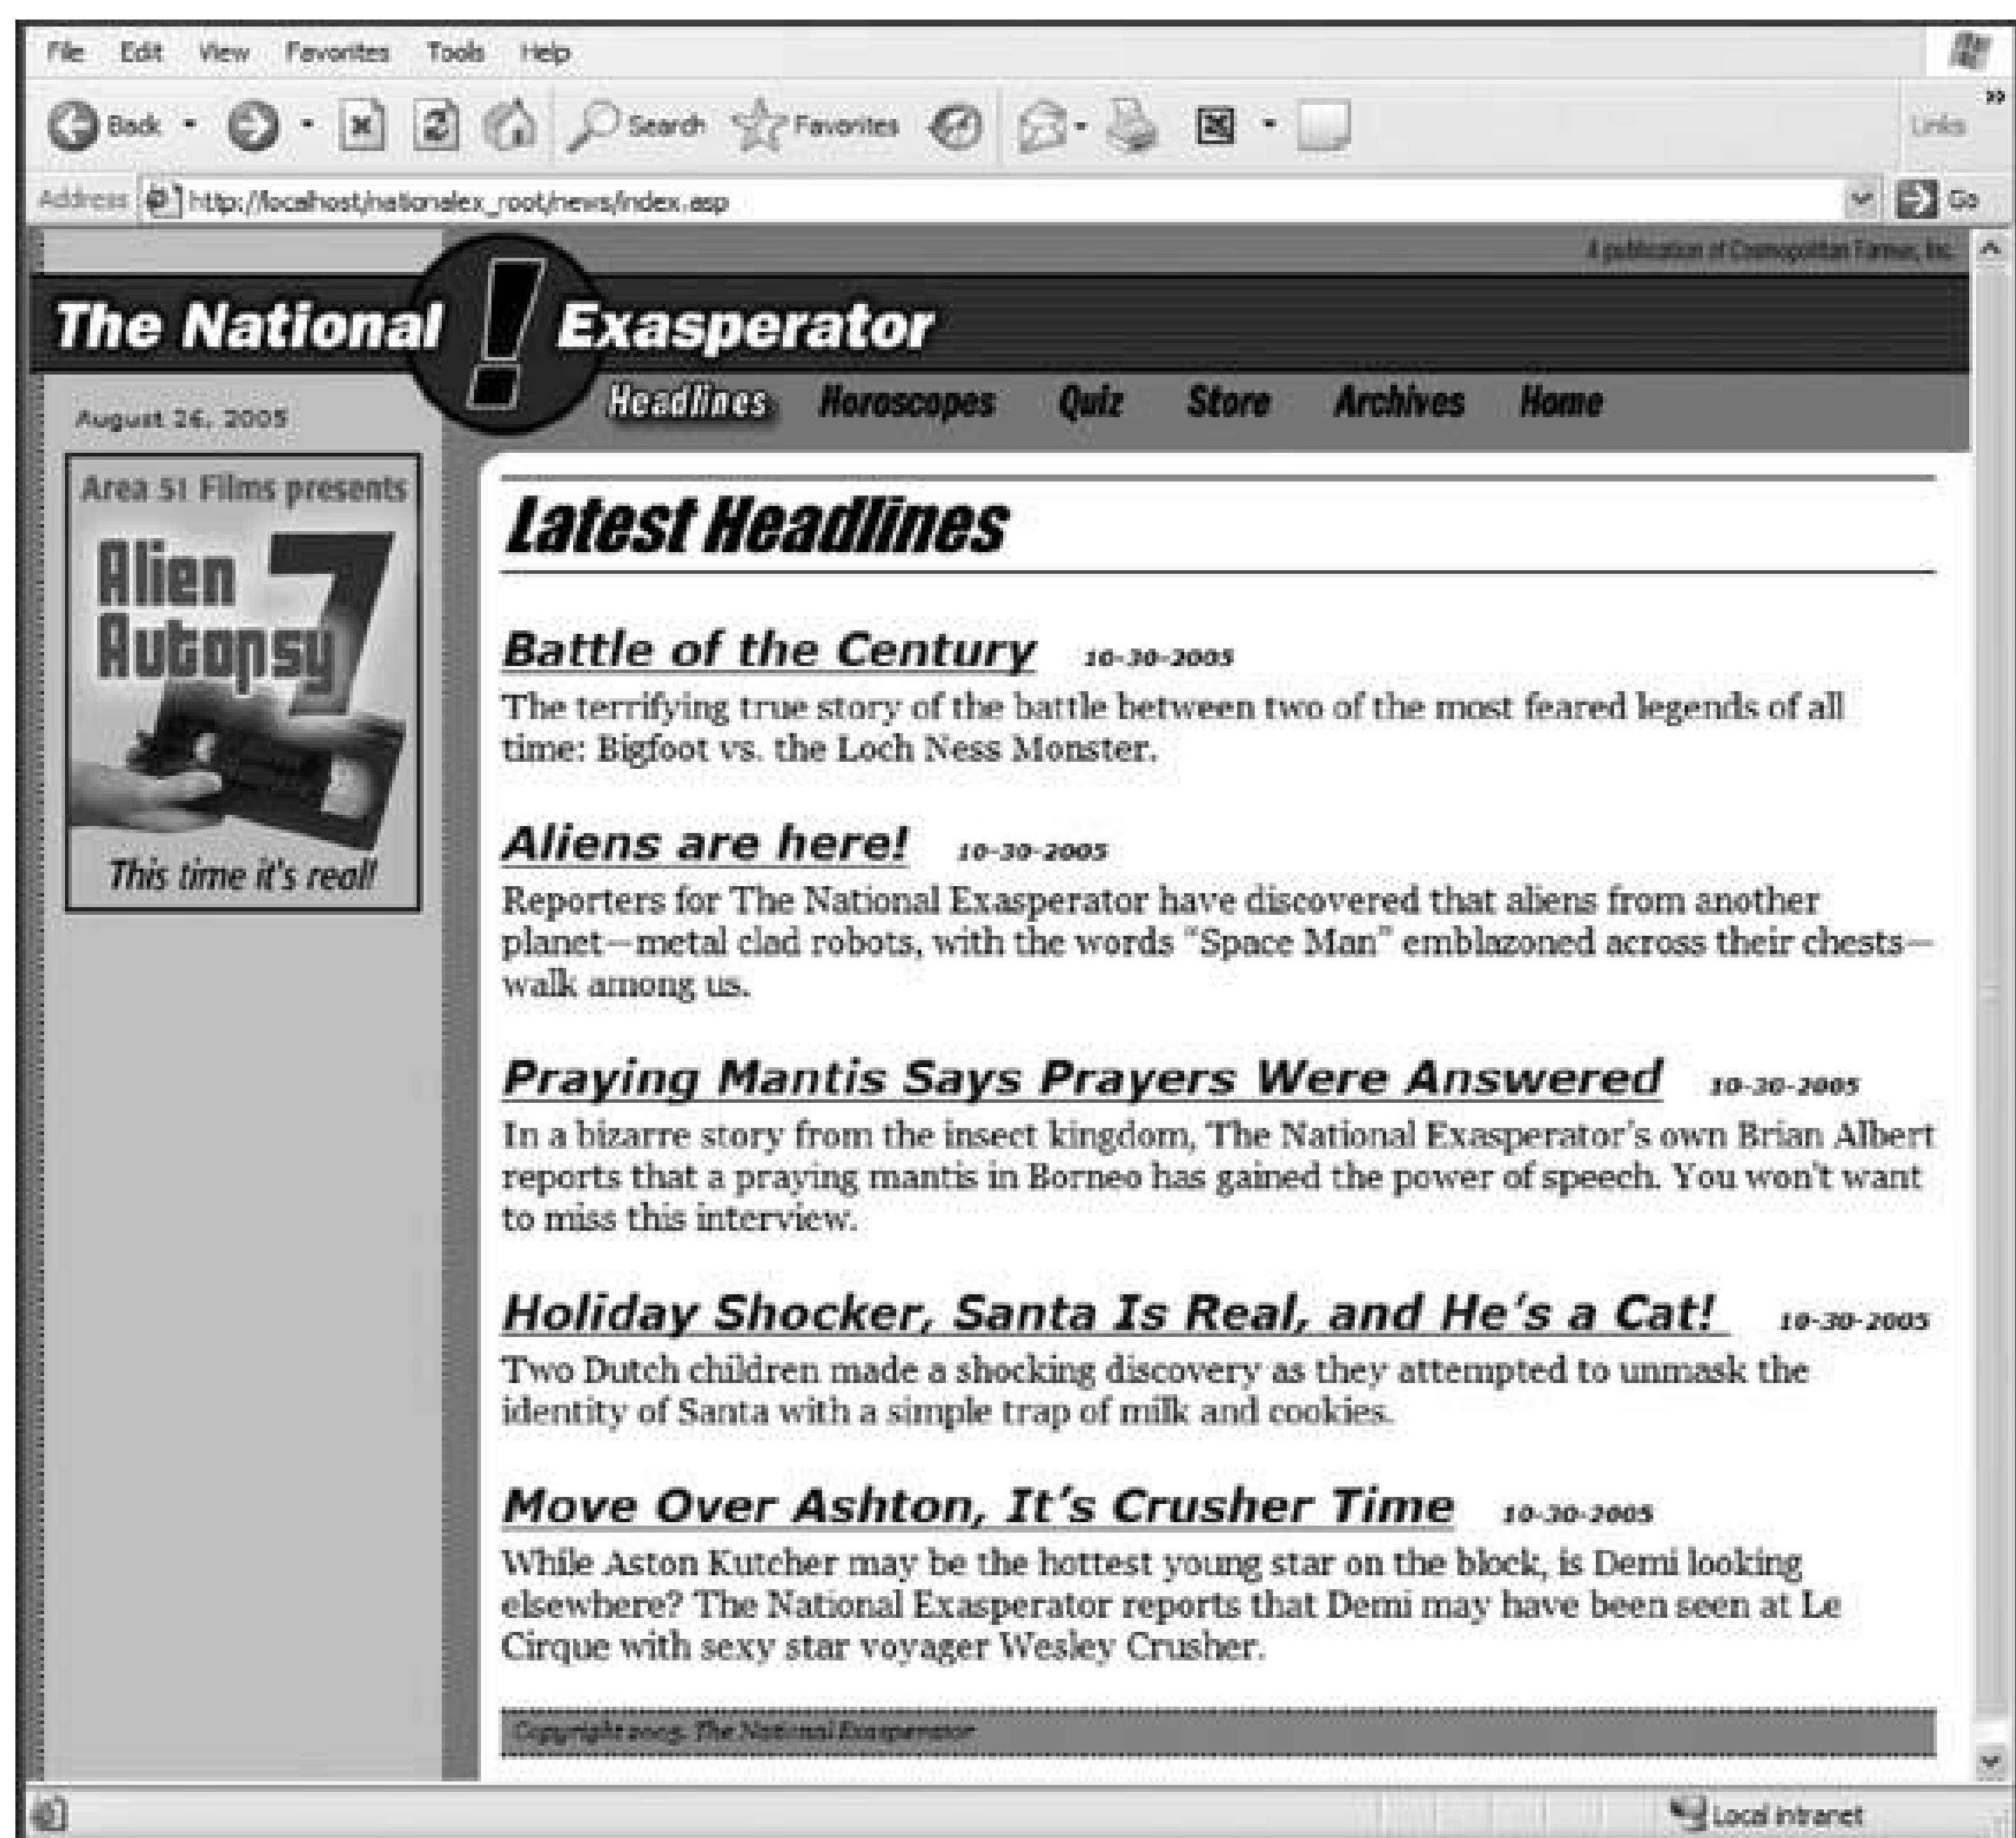 File Edit View Favorites Tools Help
Back Search Favorites Links
Address http://localhost/nationalex_root/news/index.asp Go
A publication of Cosmopolitan Farmer, Inc.
The National ! Exasperator
Headlines Horoscopes Quiz Store Archives Home
August 26, 2005
Area 51 Films presents
Alien
Autopsy 7
This time it's real!
Latest Headlines
Battle of the Century 10-30-2005
The terrifying true story of the battle between two of the most feared legends of all
time: Bigfoot vs. the Loch Ness Monster.
Aliens are here! 10-30-2005
Reporters for The National Exasperator have discovered that aliens from another
planet—metal clad robots, with the words “Space Man” emblazoned across their chests—
walk among us.
Praying Mantis Says Prayers Were Answered 10-30-2005
In a bizarre story from the insect kingdom, The National Exasperator’s own Brian Albert
reports that a praying mantis in Borneo has gained the power of speech. You won't want
to miss this interview.
Holiday Shocker, Santa Is Real, and He’s a Cat! 10-30-2005
Two Dutch children made a shocking discovery as they attempted to unmask the
identity of Santa with a simple trap of milk and cookies.
Move Over Ashton, It’s Crusher Time 10-30-2005
While Aston Kutcher may be the hottest young star on the block, is Demi looking
elsewhere? The National Exasperator reports that Demi may have been seen at Le
Cirque with sexy star voyager Wesley Crusher.
Copyright 2005, The National Exasperator
Local intranet